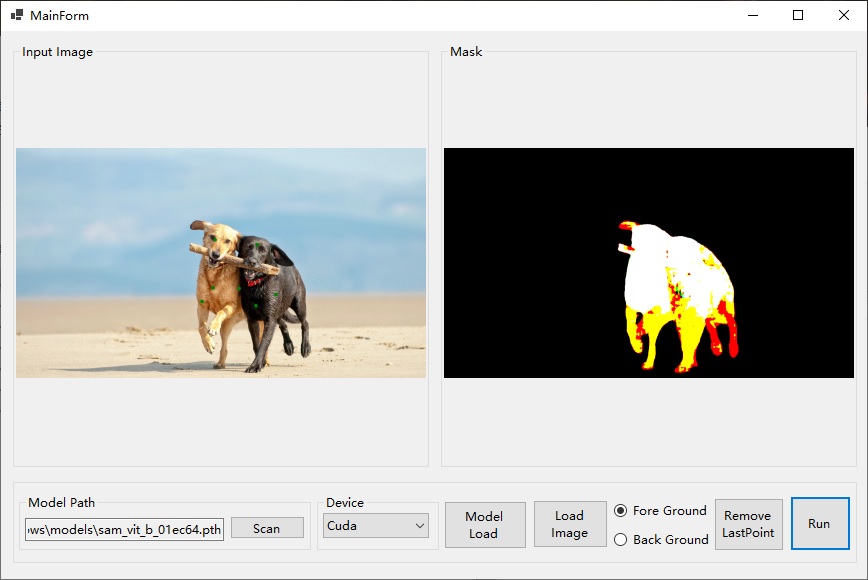 MainForm
Input Image
Mask
Model Path
ows\models\sam_vit_b_01ec64.pth
Scan
Device
Cuda
Model
Load
Load
Image
Fore Ground
Back Ground
Remove
LastPoint
Run